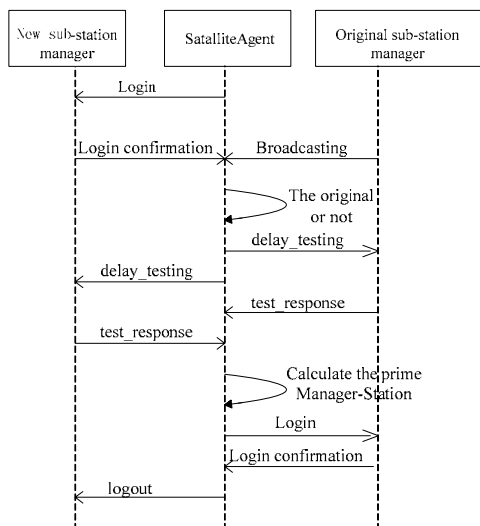 New sub-station
manager
SatalliteAgent
Original sub-station
manager
Login
Login confirmation
Broadcasting
The original
or not
delay_testing
delay_testing
test_response
test_response
Calculate the prime
Manager-Station
Login
Login confirmation
logout